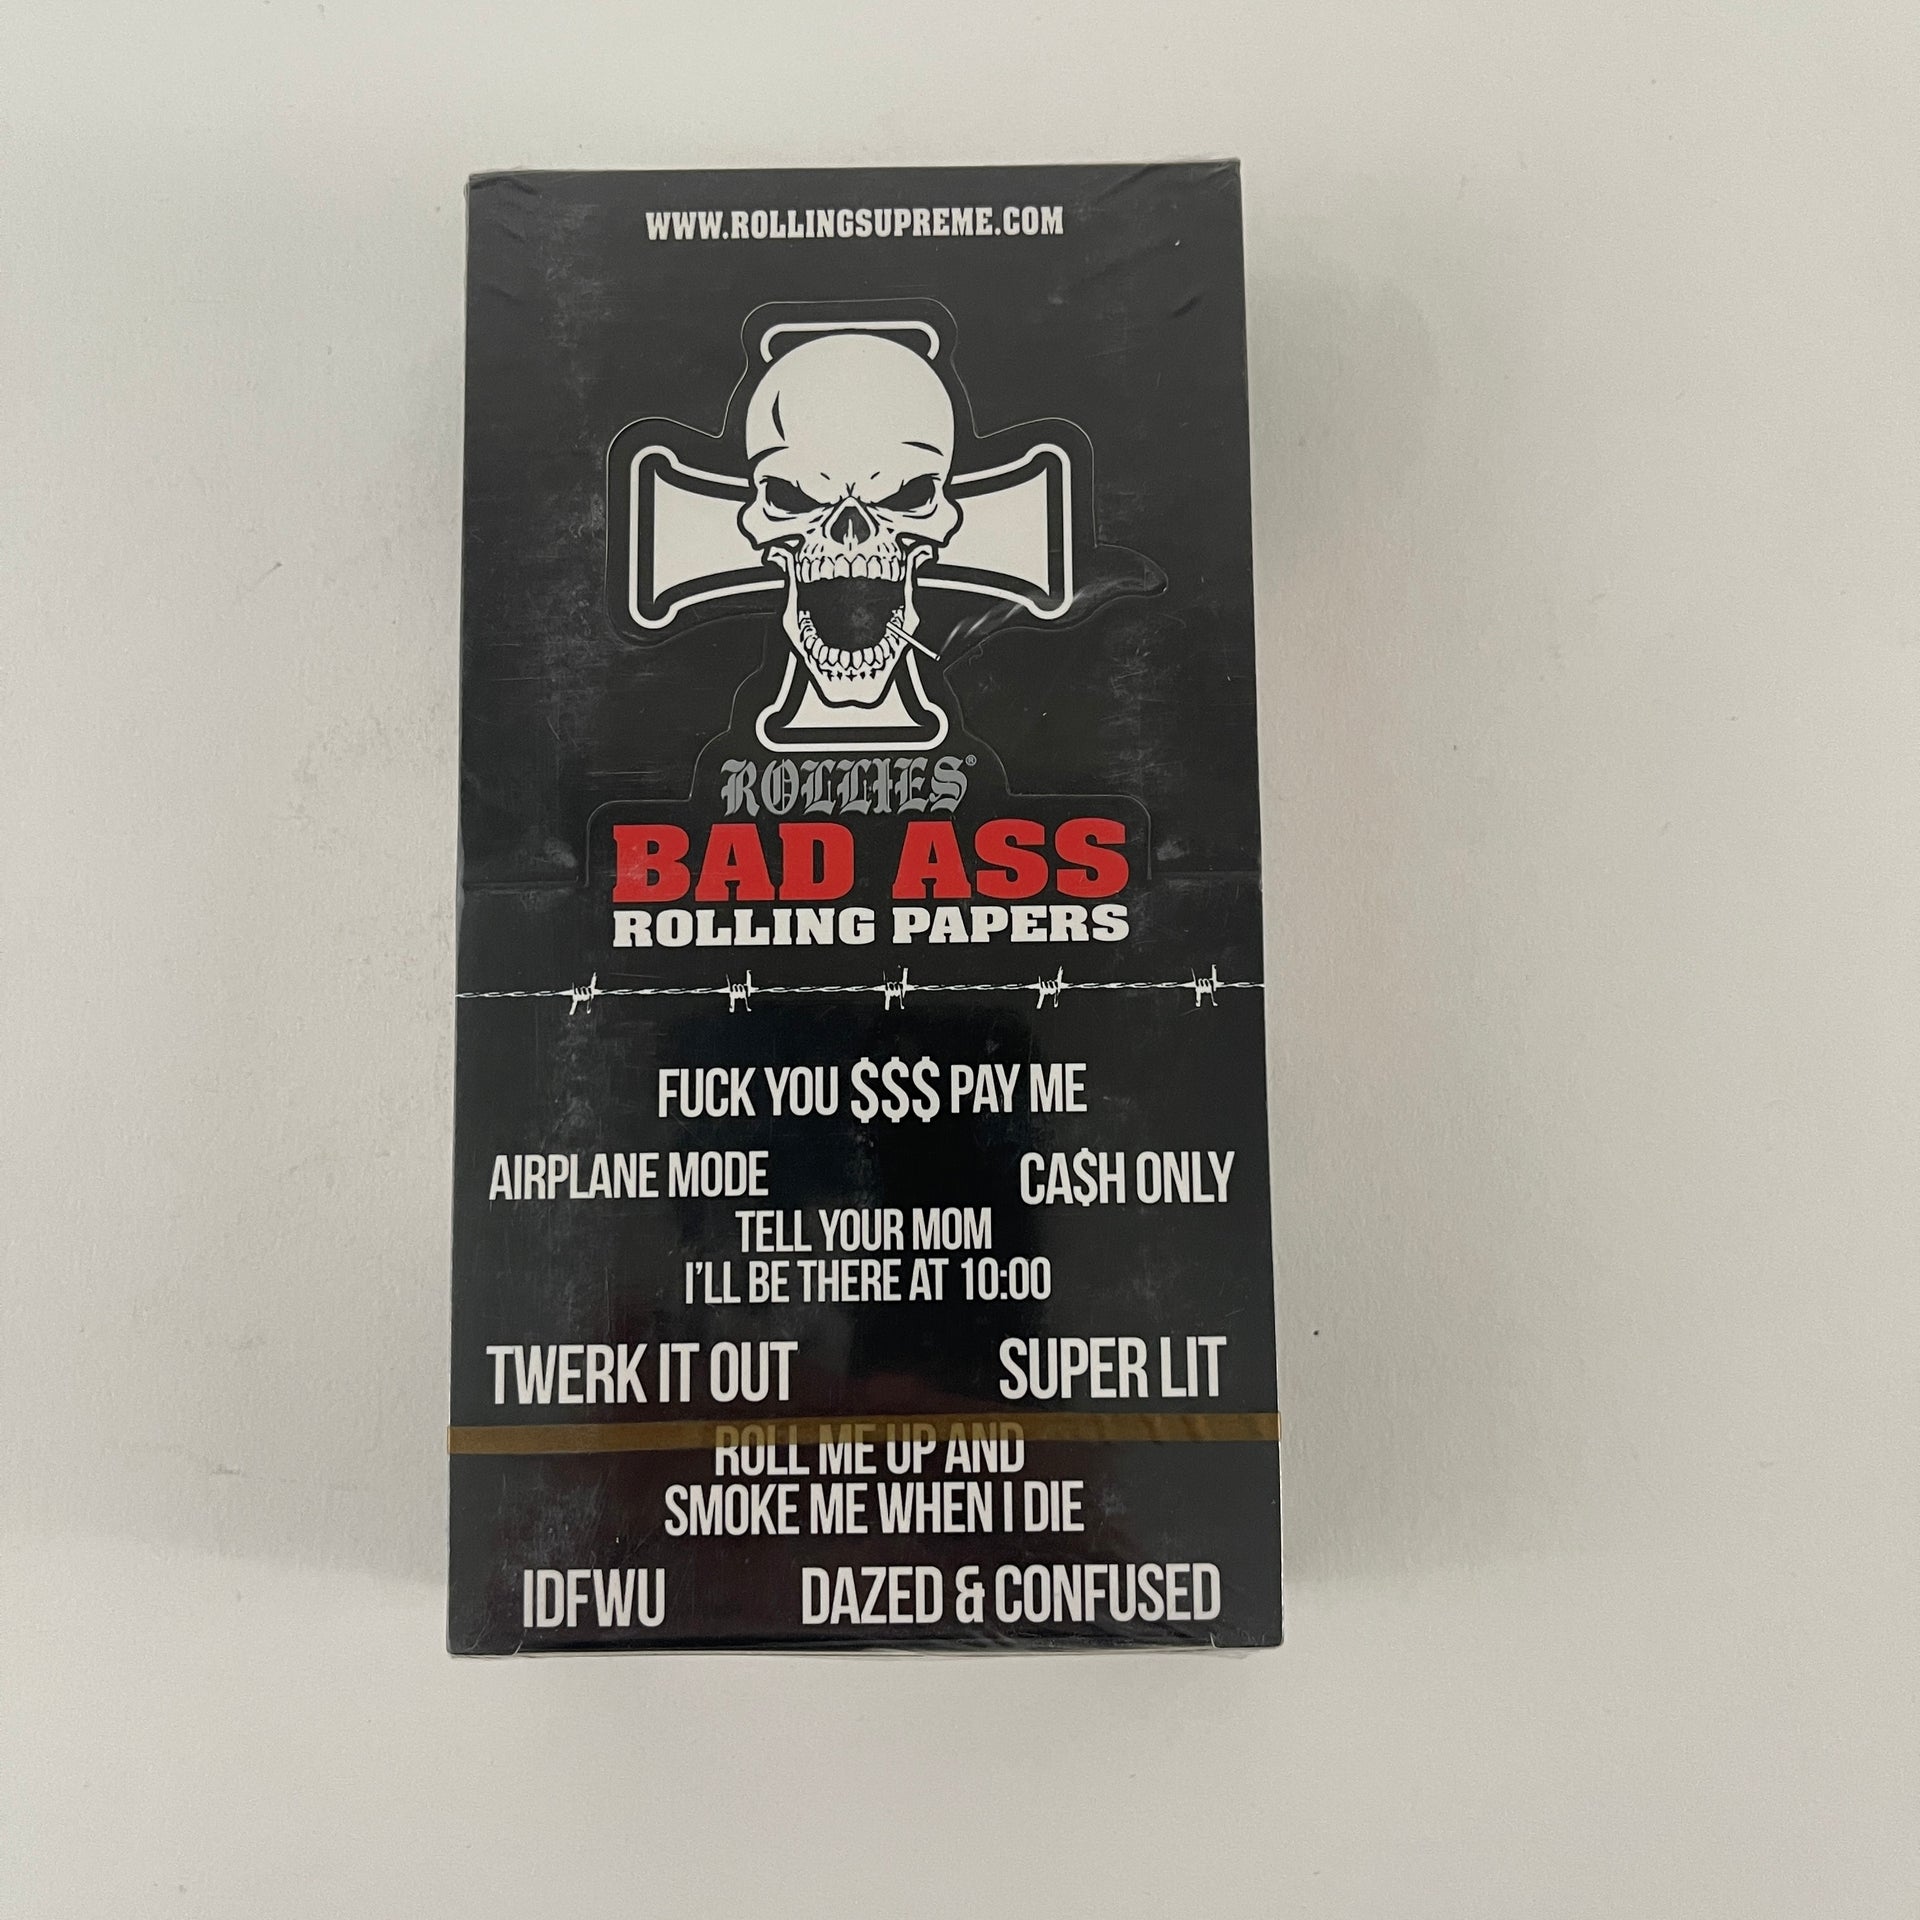 WWW.ROLLINGSUPREME.COM
ROLLIES®
BAD ASS
ROLLING PAPERS
FUCK YOU $$$ PAY ME
AIRPLANE MODE
CA$H ONLY
TELL YOUR MOM
I'LL BE THERE AT 10:00
TWERK IT OUT
SUPER LIT
ROLL ME UP AND
SMOKE ME WHEN I DIE
IDFWU
DAZED & CONFUSED